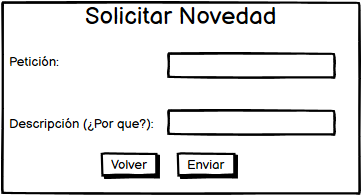 Solicitar Novedad
Petición:
Descripción (¿Por que?):
Volver Enviar